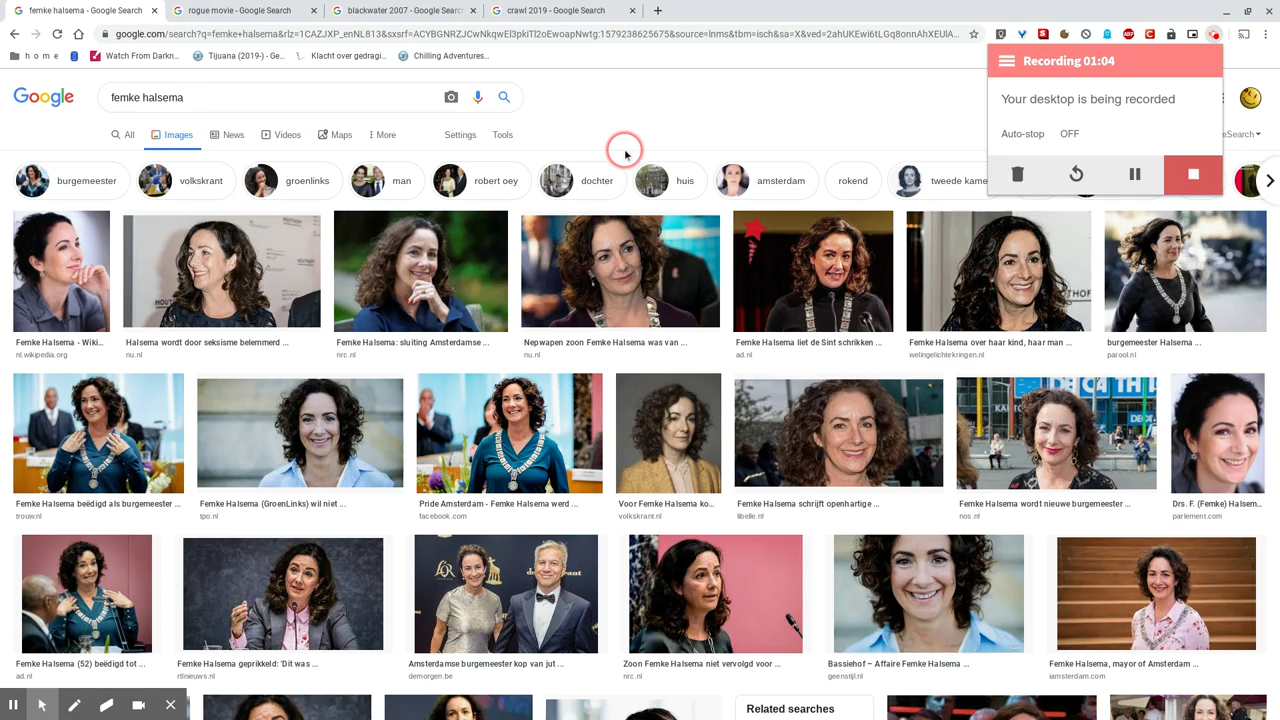 femke halsema - Google Search
rogue movie - Google Search
blackwater 2007 - Google Searc
crawl 2019 - Google Search
google.com/search?q=femke+halsema&rlz=1CAZJXP_enNL813&sxsrf=ACYBGNRZJCwNkqwEl3pkiTl2oEwoapNwtg:1579238625675&source=lnms&tbm=isch&sa=X&ved=2ahUKEwi6tLGq8onnAhXEUlA...
h o m e
Watch From Darkn...
Tijuana (2019-) - Ge...
Klacht over gedragi...
Chilling Adventures...
Recording 01:04
Your desktop is being recorded
Auto-stop OFF
Google
femke halsema
All
Images
News
Videos
Maps
More
Settings
Tools
eSearch
burgemeester
volkskrant
groenlinks
man
robert oey
dochter
huis
amsterdam
rokend
tweede kame
Femke Halsema - Wiki...
nl.wikipedia.org
Halsema wordt door seksisme belemmerd ...
nu.nl
Femke Halsema: sluiting Amsterdamse ...
nrc.nl
Nepwapen zoon Femke Halsema was van ...
nu.nl
Femke Halsema liet de Sint schrikken ...
ad.nl
Femke Halsema over haar kind, haar man ...
welingelichtekringen.nl
burgemeester Halsema ...
parool.nl
Femke Halsema beëdigd als burgemeester ...
trouw.nl
Femke Halsema (GroenLinks) wil niet ...
tpo.nl
Pride Amsterdam - Femke Halsema werd ...
facebook.com
Voor Femke Halsema ko...
volkskrant.nl
Femke Halsema schrijft openhartige ...
libelle.nl
Femke Halsema wordt nieuwe burgemeester ...
nos.nl
Drs. F. (Femke) Halsem...
parlement.com
Femke Halsema (52) beëdigd tot ...
ad.nl
Femke Halsema geprikkeld: 'Dit was ...
rtlnieuws.nl
Amsterdamse burgemeester kop van jut ...
demorgen.be
Zoon Femke Halsema niet vervolgd voor ...
nrc.nl
Bassiehof – Affaire Femke Halsema ...
geenstijl.nl
Femke Halsema, mayor of Amsterdam ...
iamsterdam.com
Related searches